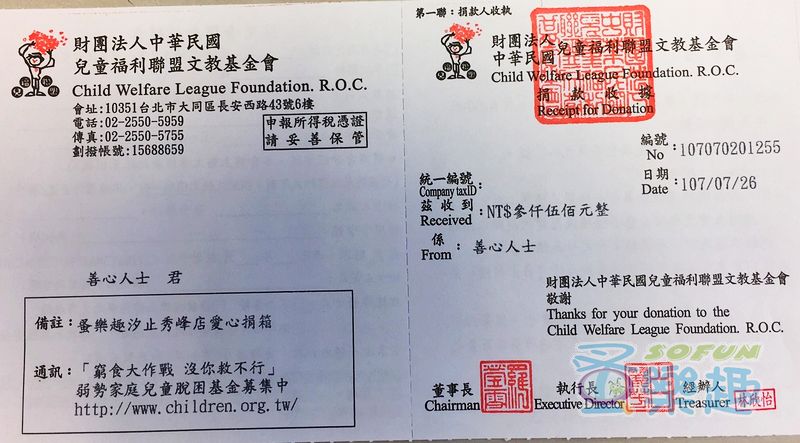 財團法人中華民國
兒童福利聯盟文教基金會
Child Welfare League Foundation. R.O.C.
會址:10351台北市大同區長安西路43號6樓
電話:02-2550-5959
傳真:02-2550-5755
劃撥帳號:15688659
申報所得稅憑證
請妥善保管
善心人士 君
備註: 蚤樂趣汐止秀峰店愛心捐箱
通訊: 「窮食大作戰 沒你救不行」
弱勢家庭兒童脫困基金募集中
http://www.children.org.tw/
第一聯：捐款人收執
財團法人
中華民國
兒童福利聯盟文教基金會
Child Welfare League Foundation. R.O.C.
捐款收據
Receipt for Donation
編號
No : 107070201255
日期
Date : 107/07/26
統一編號
Company taxID :
茲收到
Received :NT$參仟伍佰元整
係
From : 善心人士
財團法人中華民國兒童福利聯盟文教基金會
敬謝
Thanks for your donation to the
Child Welfare League Foundation. R.O.C.
SOFUN
樂趣
董事長
Chairman
執行長
Executive Director
經辦人
Treasurer
林欣怡